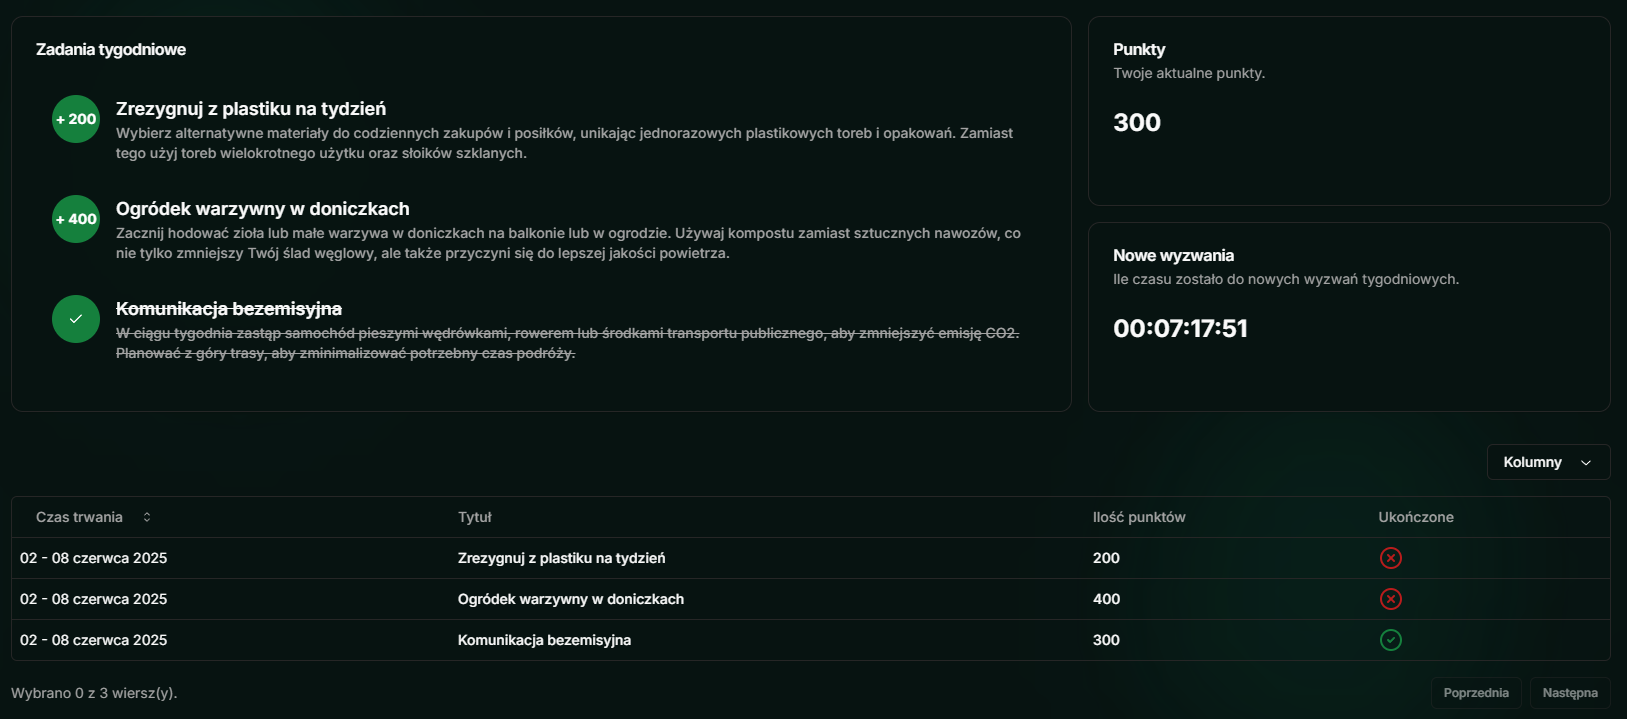 Zadania tygodniowe
+ 200
Zrezygnuj z plastiku na tydzień
Wybierz alternatywne materiały do codziennych zakupów i posiłków, unikając jednorazowych plastikowych toreb i opakowań. Zamiast
tego użyj toreb wielokrotnego użytku oraz słoików szklanych.
+ 400
Ogródek warzywny w doniczkach
Zacznij hodować zioła lub małe warzywa w doniczkach na balkonie lub w ogrodzie. Używaj kompostu zamiast sztucznych nawozów, co
nie tylko zmniejszy Twój ślad węglowy, ale także przyczyni się do lepszej jakości powietrza.
Komunikacja bezemisyjna
W ciągu tygodnia zastąp samochód pieszymi wędrówkami, rowerem lub środkami transportu publicznego, aby zmniejszyć emisję CO2.
Planować z góry trasy, aby zminimalizować potrzebny czas podróży.
Punkty
Twoje aktualne punkty.
300
Nowe wyzwania
Ile czasu zostało do nowych wyzwań tygodniowych.
00:07:17:51
Kolumny
Czas trwania Tytuł Ilość punktów Ukończone
02 - 08 czerwca 2025 Zrezygnuj z plastiku na tydzień 200
02 - 08 czerwca 2025 Ogródek warzywny w doniczkach 400
02 - 08 czerwca 2025 Komunikacja bezemisyjna 300
Wybrano 0 z 3 wiersz(y). Poprzednia Następna